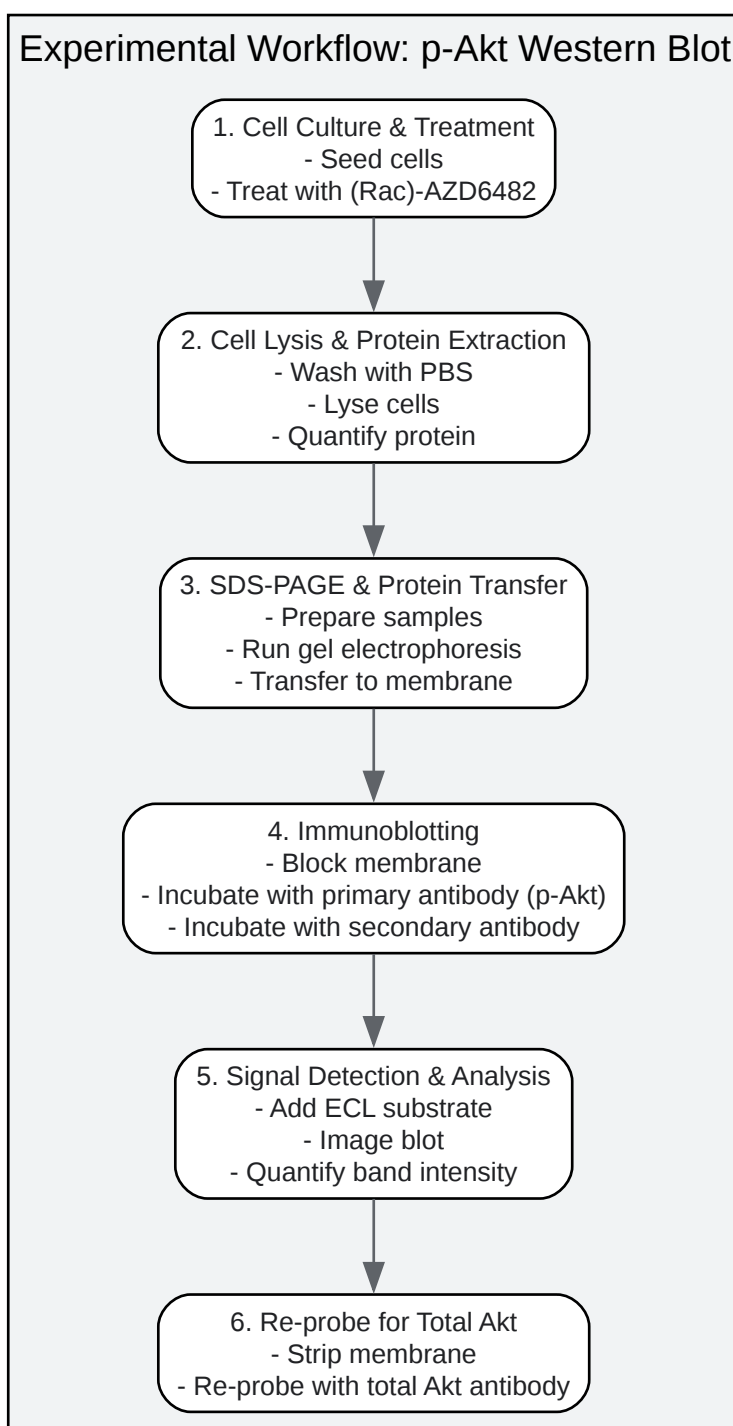 Experimental Workflow: p-Akt Western Blot
1. Cell Culture & Treatment
- Seed cells
- Treat with (Rac)-AZD6482
2. Cell Lysis & Protein Extraction
- Wash with PBS
- Lyse cells
- Quantify protein
3. SDS-PAGE & Protein Transfer
- Prepare samples
- Run gel electrophoresis
- Transfer to membrane
4. Immunoblotting
- Block membrane
- Incubate with primary antibody (p-Akt)
- Incubate with secondary antibody
5. Signal Detection & Analysis
- Add ECL substrate
- Image blot
- Quantify band intensity
6. Re-probe for Total Akt
- Strip membrane
- Re-probe with total Akt antibody